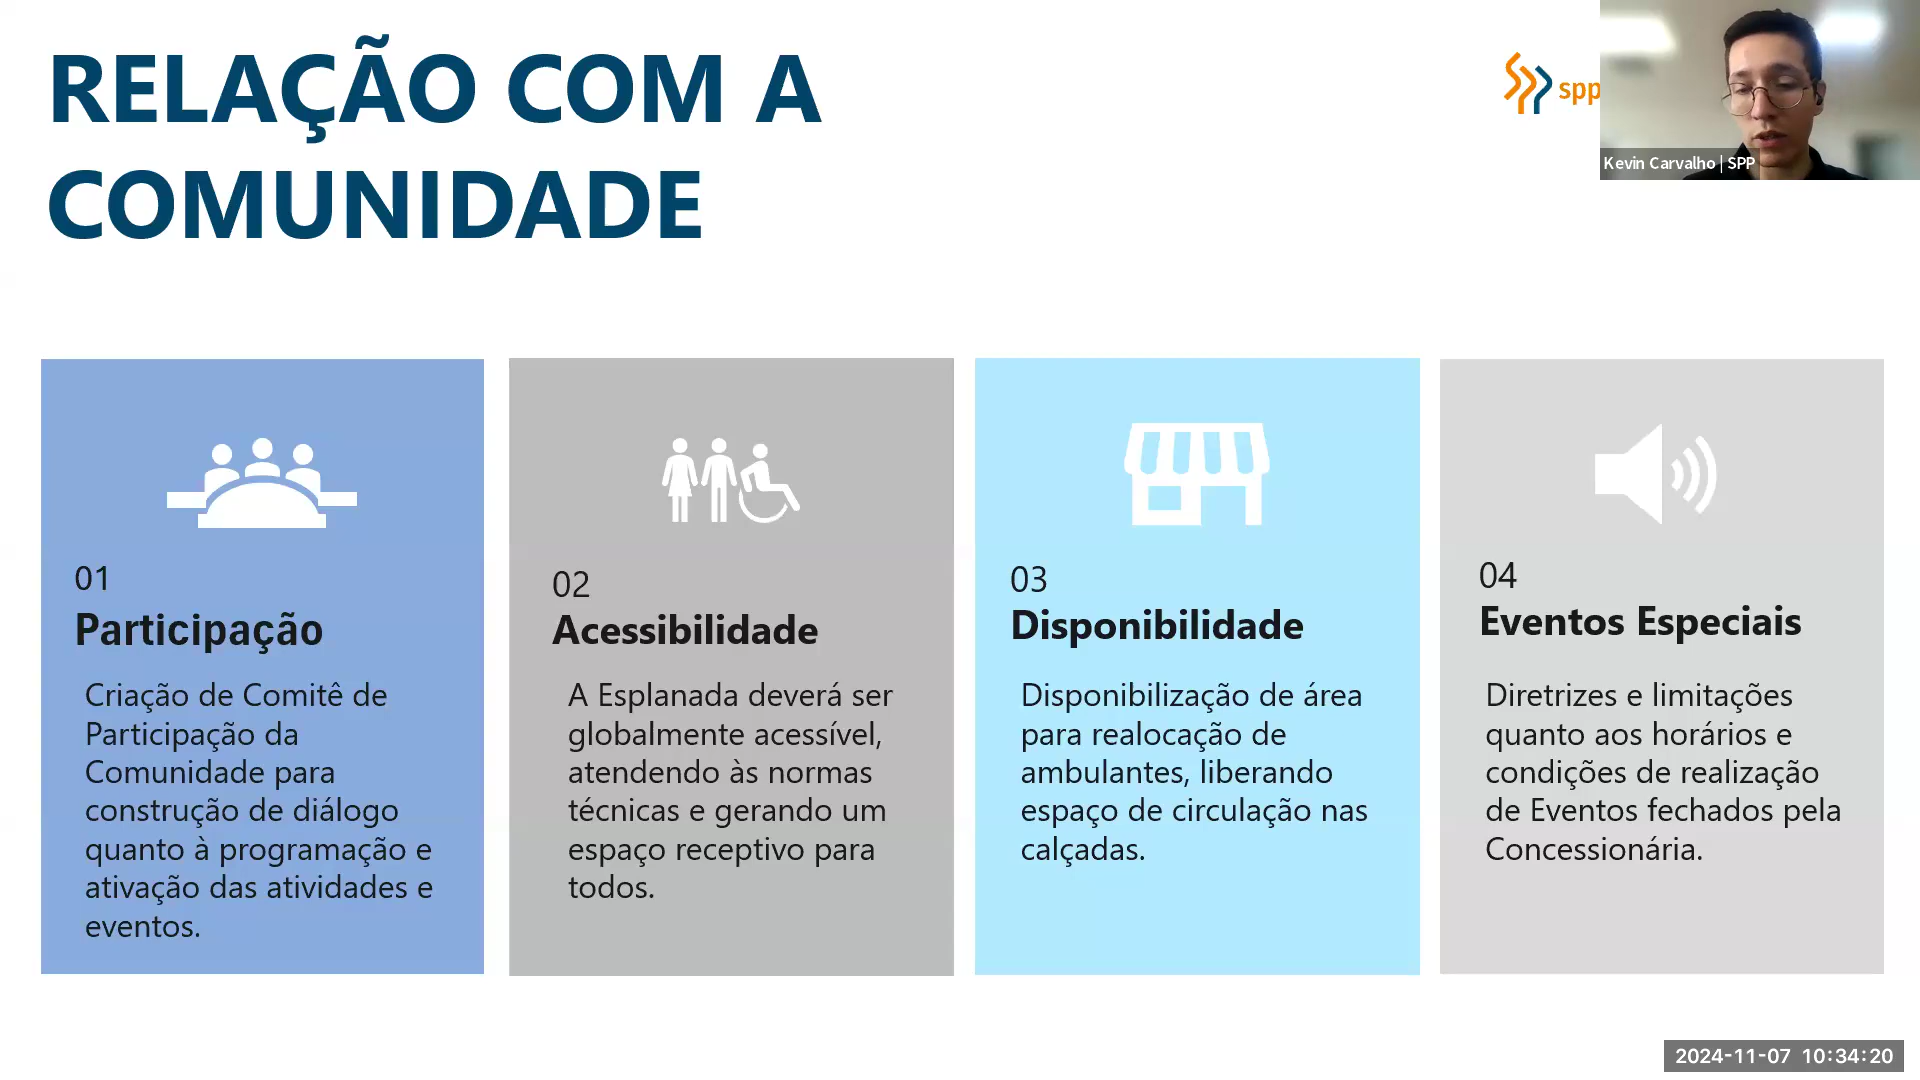 RELAÇÃO COM A
COMUNIDADE
spp
Kevin Carvalho | SPP
01
Participação
Criação de Comitê de
Participação da
Comunidade para
construção de diálogo
quanto à programação e
ativação das atividades e
eventos.
02
Acessibilidade
A Esplanada deverá ser
globalmente acessível,
atendendo às normas
técnicas e gerando um
espaço receptivo para
todos.
03
Disponibilidade
Disponibilização de área
para realocação de
ambulantes, liberando
espaço de circulação nas
calçadas.
04
Eventos Especiais
Diretrizes e limitações
quanto aos horários e
condições de realização
de Eventos fechados pela
Concessionária.
2024-11-07 10:34:20